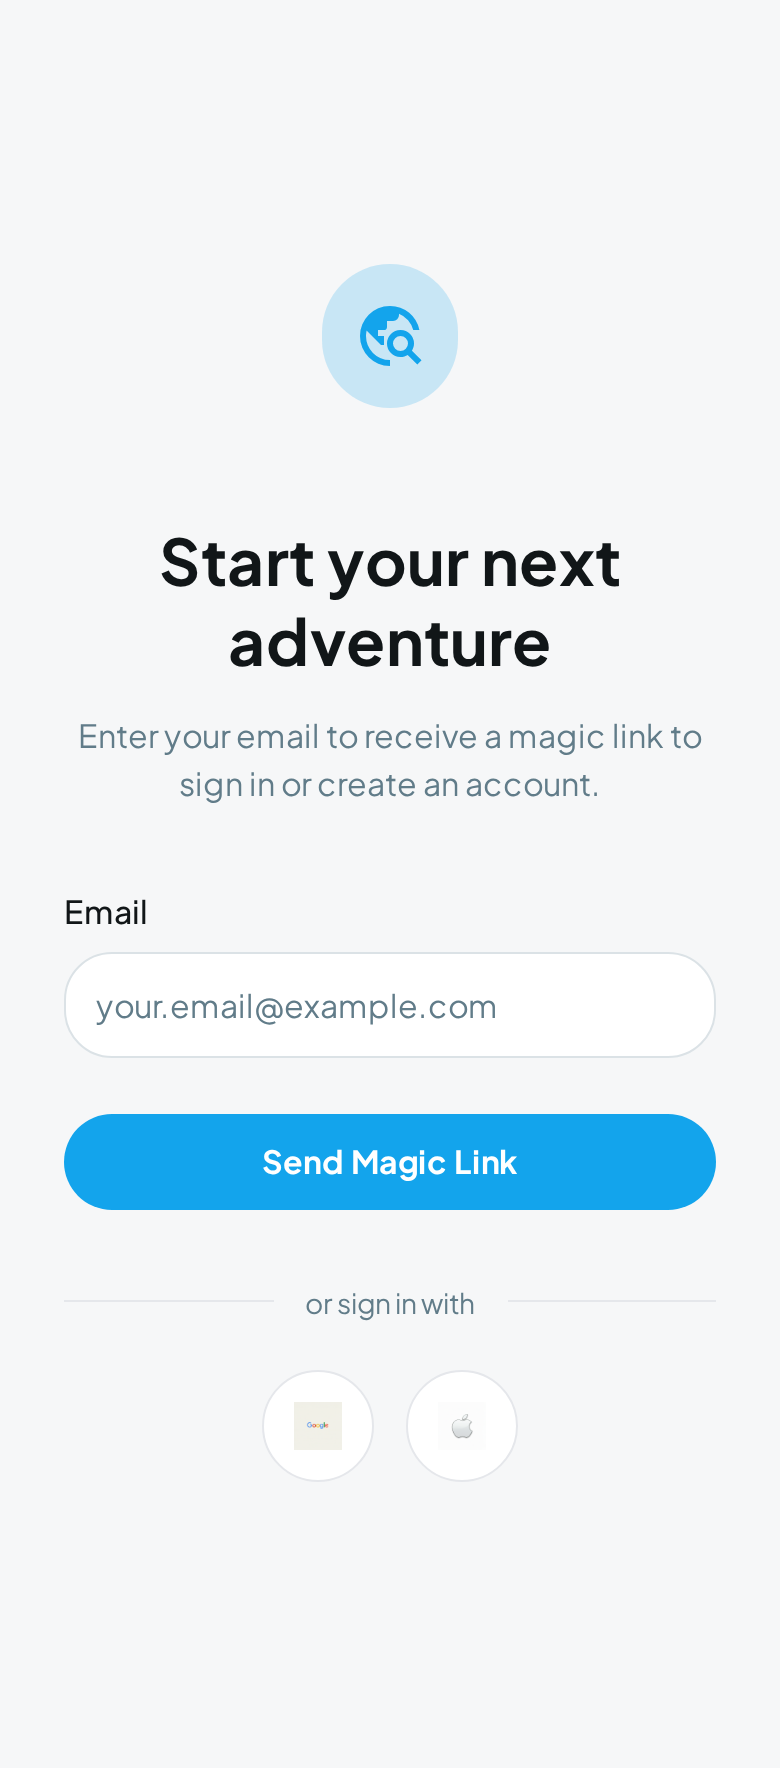 Start your next
adventure
Enter your email to receive a magic link to
sign in or create an account.
Email
your.email@example.com
Send Magic Link
or sign in with
Google